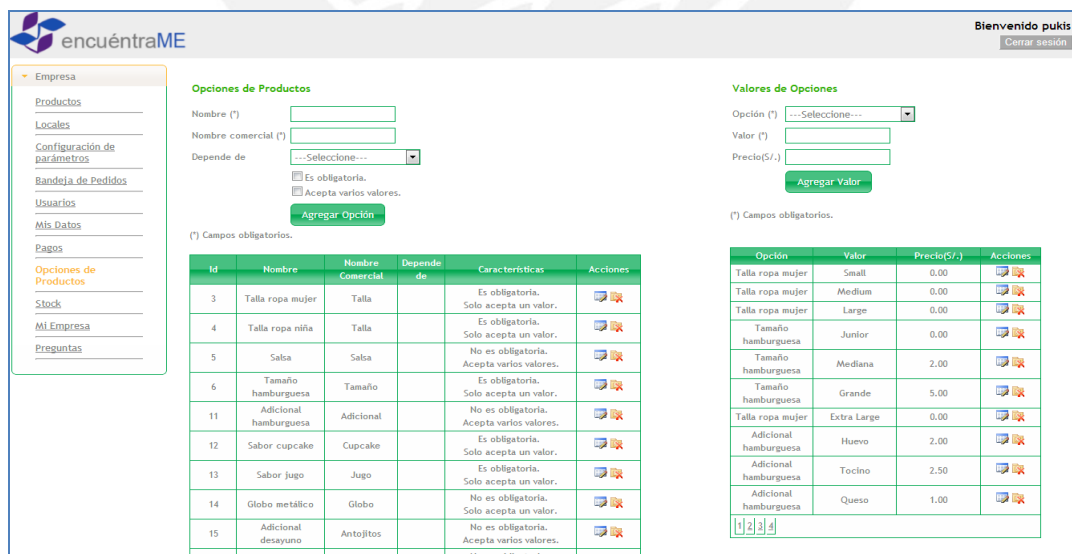 encuéntraME
Bienvenido pukis
Cerrar sesión
Empresa
Productos
Locales
Configuración de
parámetros
Bandeja de Pedidos
Usuarios
Mis Datos
Pagos
Opciones de
Productos
Stock
Mi Empresa
Preguntas
Opciones de Productos
Nombre (*)
Nombre comercial (*)
Depende de ---Seleccione---
Es obligatoria.
Acepta varios valores.
Agregar Opción
(*) Campos obligatorios.
Id Nombre Nombre Comercial Depende de Características Acciones
3 Talla ropa mujer Talla Es obligatoria. Solo acepta un valor.
4 Talla ropa niña Talla Es obligatoria. Solo acepta un valor.
5 Salsa Salsa No es obligatoria. Acepta varios valores.
6 Tamaño hamburguesa Tamaño Es obligatoria. Solo acepta un valor.
11 Adicional hamburguesa Adicional No es obligatoria. Acepta varios valores.
12 Sabor cupcake Cupcake Es obligatoria. Solo acepta un valor.
13 Sabor jugo Jugo Es obligatoria. Solo acepta un valor.
14 Globo metálico Globo No es obligatoria. Solo acepta un valor.
15 Adicional desayuno Antojitos No es obligatoria. Acepta varios valores.
Valores de Opciones
Opción (*) ---Seleccione---
Valor (*)
Precio(S/.)
Agregar Valor
(*) Campos obligatorios.
Opción Valor Precio(S/.) Acciones
Talla ropa mujer Small 0.00
Talla ropa mujer Medium 0.00
Talla ropa mujer Large 0.00
Tamaño hamburguesa Junior 0.00
Tamaño hamburguesa Mediana 2.00
Tamaño hamburguesa Grande 5.00
Talla ropa mujer Extra Large 0.00
Adicional hamburguesa Huevo 2.00
Adicional hamburguesa Tocino 2.50
Adicional hamburguesa Queso 1.00
1 2 3 4